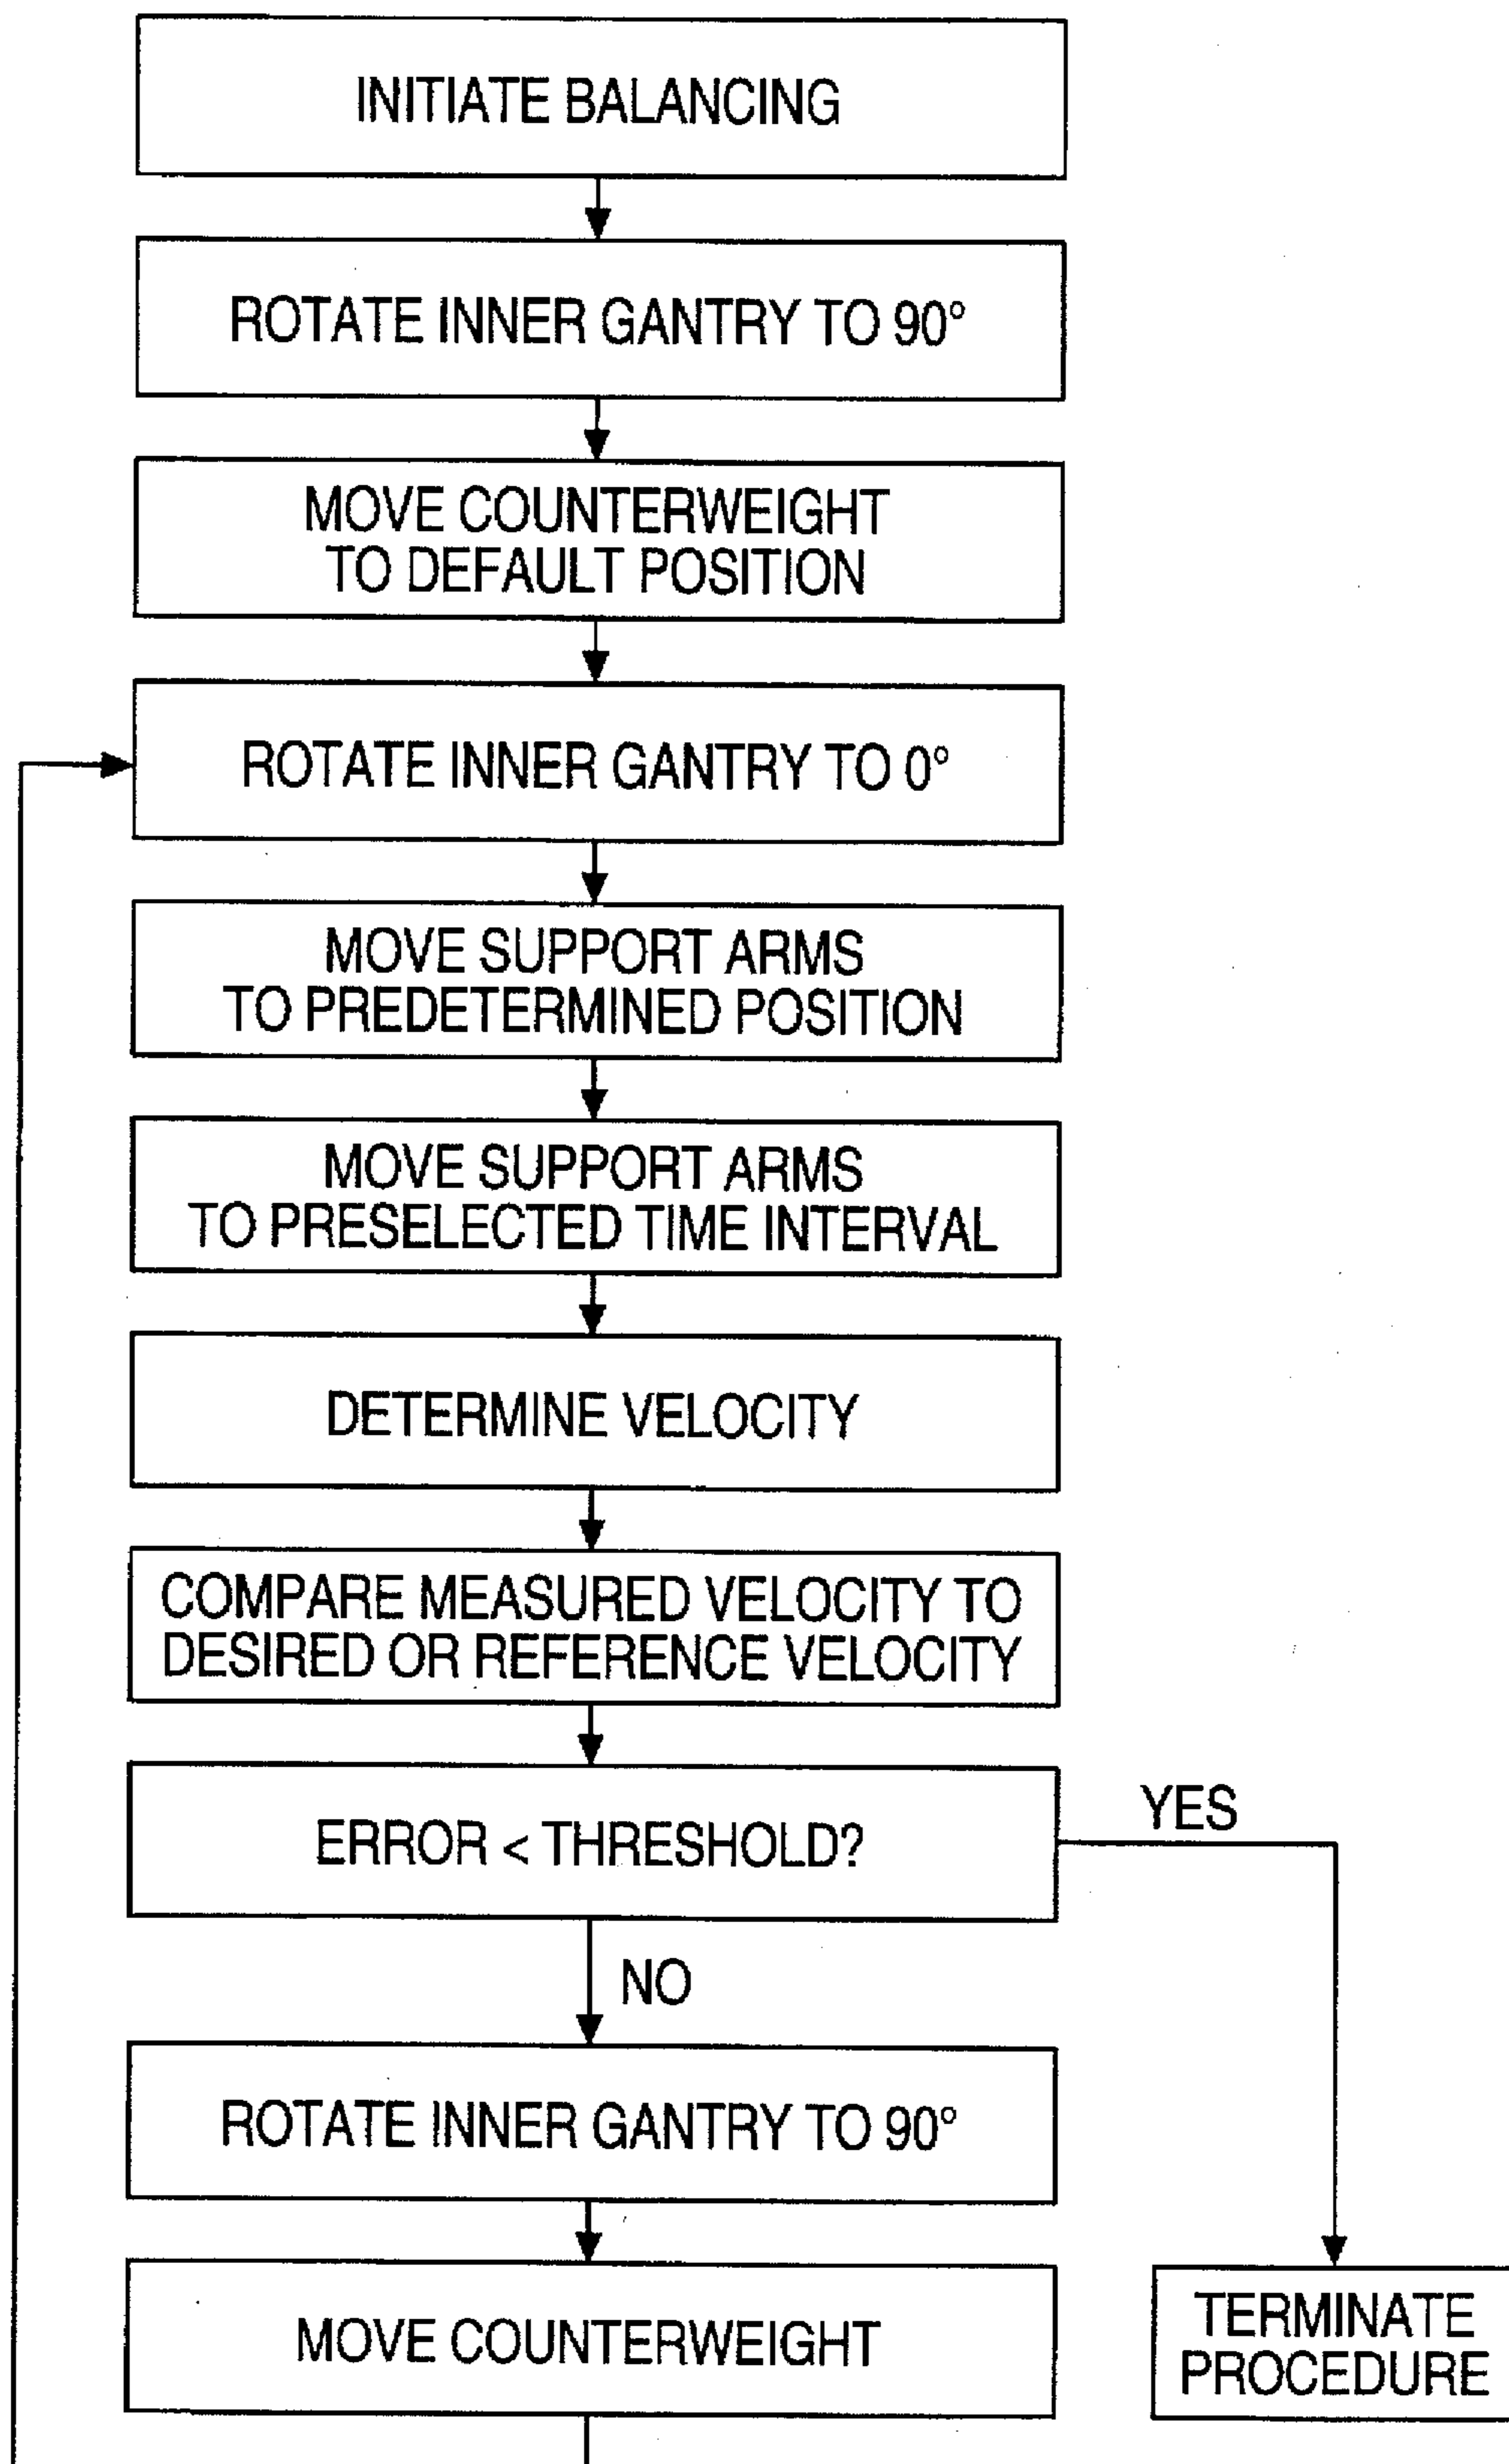 INITIATE BALANCING
ROTATE INNER GANTRY TO 90°
MOVE COUNTERWEIGHT
TO DEFAULT POSITION
ROTATE INNER GANTRY TO 0°
MOVE SUPPORT ARMS
TO PREDETERMINED POSITION
MOVE SUPPORT ARMS
TO PRESELECTED TIME INTERVAL
DETERMINE VELOCITY
COMPARE MEASURED VELOCITY TO
DESIRED OR REFERENCE VELOCITY
ERROR < THRESHOLD?
YES
NO
ROTATE INNER GANTRY TO 90°
MOVE COUNTERWEIGHT
TERMINATE
PROCEDURE